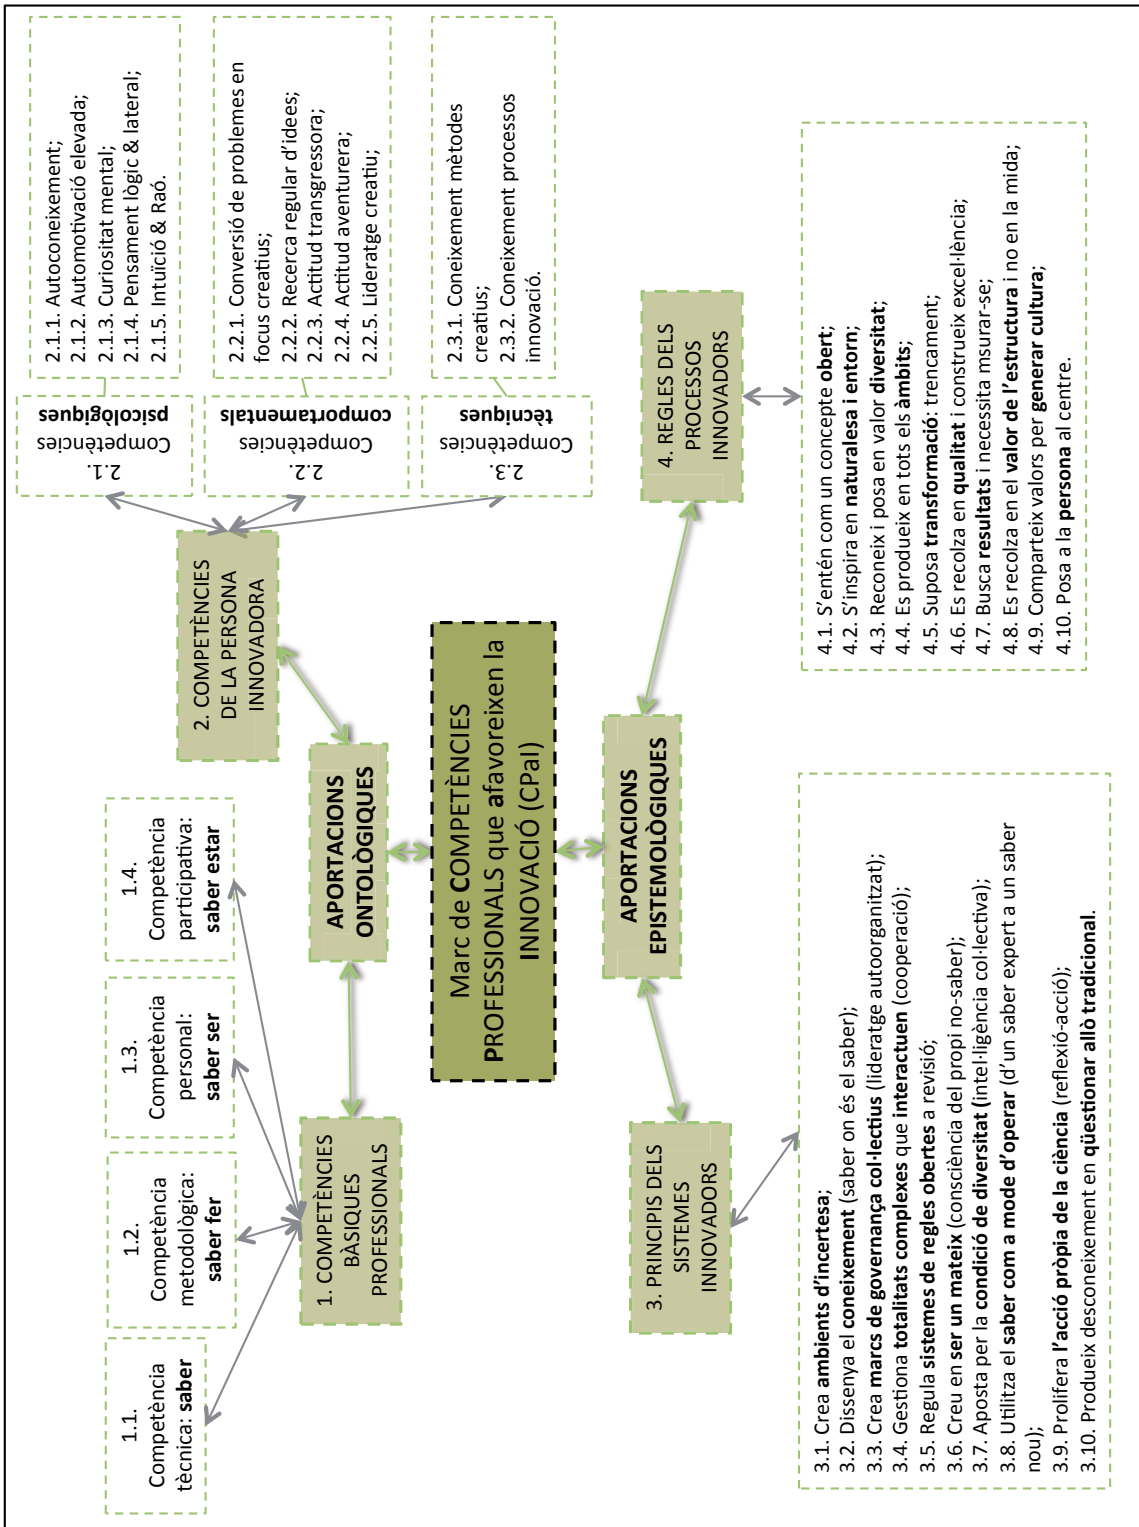 1.1.
Competència
tècnica: saber
1.2.
Competència
metodològica:
saber fer
1.3.
Competència
personal:
saber ser
1.4.
Competència
participativa:
saber estar
1. COMPETÈNCIES
BÀSIQUES
PROFESSIONALS
2. COMPETÈNCIES
DE LA PERSONA
INNOVADORA
2.1.
Competències
psicològiques
2.1.1. Autoconeixement;
2.1.2. Automotivació elevada;
2.1.3. Curiositat mental;
2.1.4. Pensament lògic & lateral;
2.1.5. Intuïció & Raó.
2.2.
Competències
comportamentals
2.2.1. Conversió de problemes en
focus creatius;
2.2.2. Recerca regular d'idees;
2.2.3. Actitud transgressora;
2.2.4. Actitud aventurera;
2.2.5. Lideratge creatiu;
2.3.
Competències
tècniques
2.3.1. Coneixement mètodes
creatius;
2.3.2. Coneixement processos
innovació.
APORTACIONS
ONTOLÒGIQUES
Marc de COMPETÈNCIES
PROFESSIONALS que afavoreixen la
INNOVACIÓ (CPaI)
APORTACIONS
EPISTEMOLÒGIQUES
3. PRINCIPIS DELS
SISTEMES
INNOVADORS
4. REGLES DELS
PROCESSOS
INNOVADORS
3.1. Crea ambients d'incertesa;
3.2. Dissenya el coneixement (saber on és el saber);
3.3. Crea marcs de governança col·lectius (lideratge autoorganitzat);
3.4. Gestiona totalitats complexes que interactuen (cooperació);
3.5. Regula sistemes de regles obertes a revisió;
3.6. Creu en ser un mateix (consciència del propi no-saber);
3.7. Aposta per la condició de diversitat (intel·ligència col·lectiva);
3.8. Utilitza el saber com a mode d'operar (d'un saber expert a un saber
nou);
3.9. Prolifera l'acció pròpia de la ciència (reflexió-acció);
3.10. Produeix desconeixement en qüestionar allò tradicional.
4.1. S'entén com un concepte obert;
4.2. S'inspira en naturalesa i entorn;
4.3. Reconeix i posa en valor diversitat;
4.4. Es produeix en tots els àmbits;
4.5. Suposa transformació: trencament;
4.6. Es recolza en qualitat i construeix excel·lència;
4.7. Busca resultats i necessita msurar-se;
4.8. Es recolza en el valor de l'estructura i no en la mida;
4.9. Comparteix valors per generar cultura;
4.10. Posa a la persona al centre.